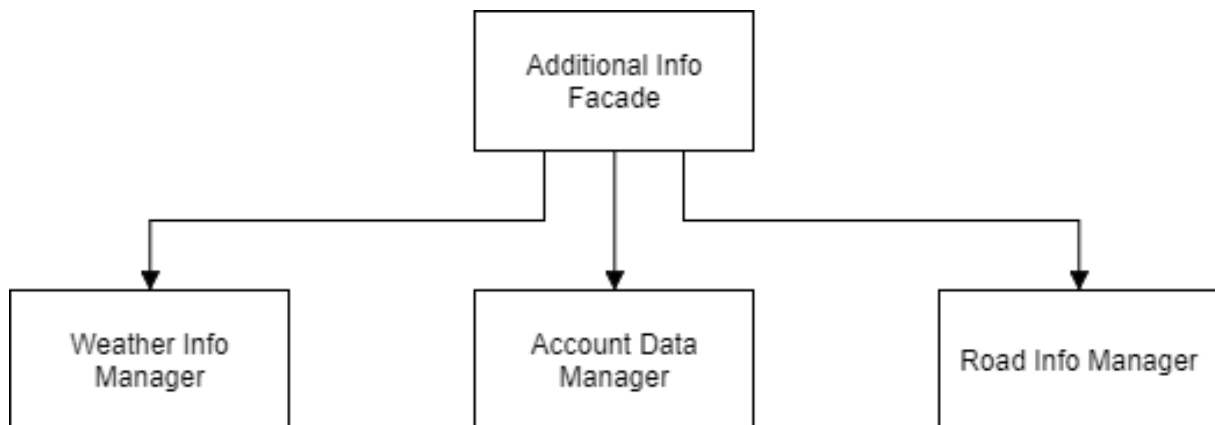 Additional Info
Facade
Weather Info
Manager
Account Data
Manager
Road Info Manager